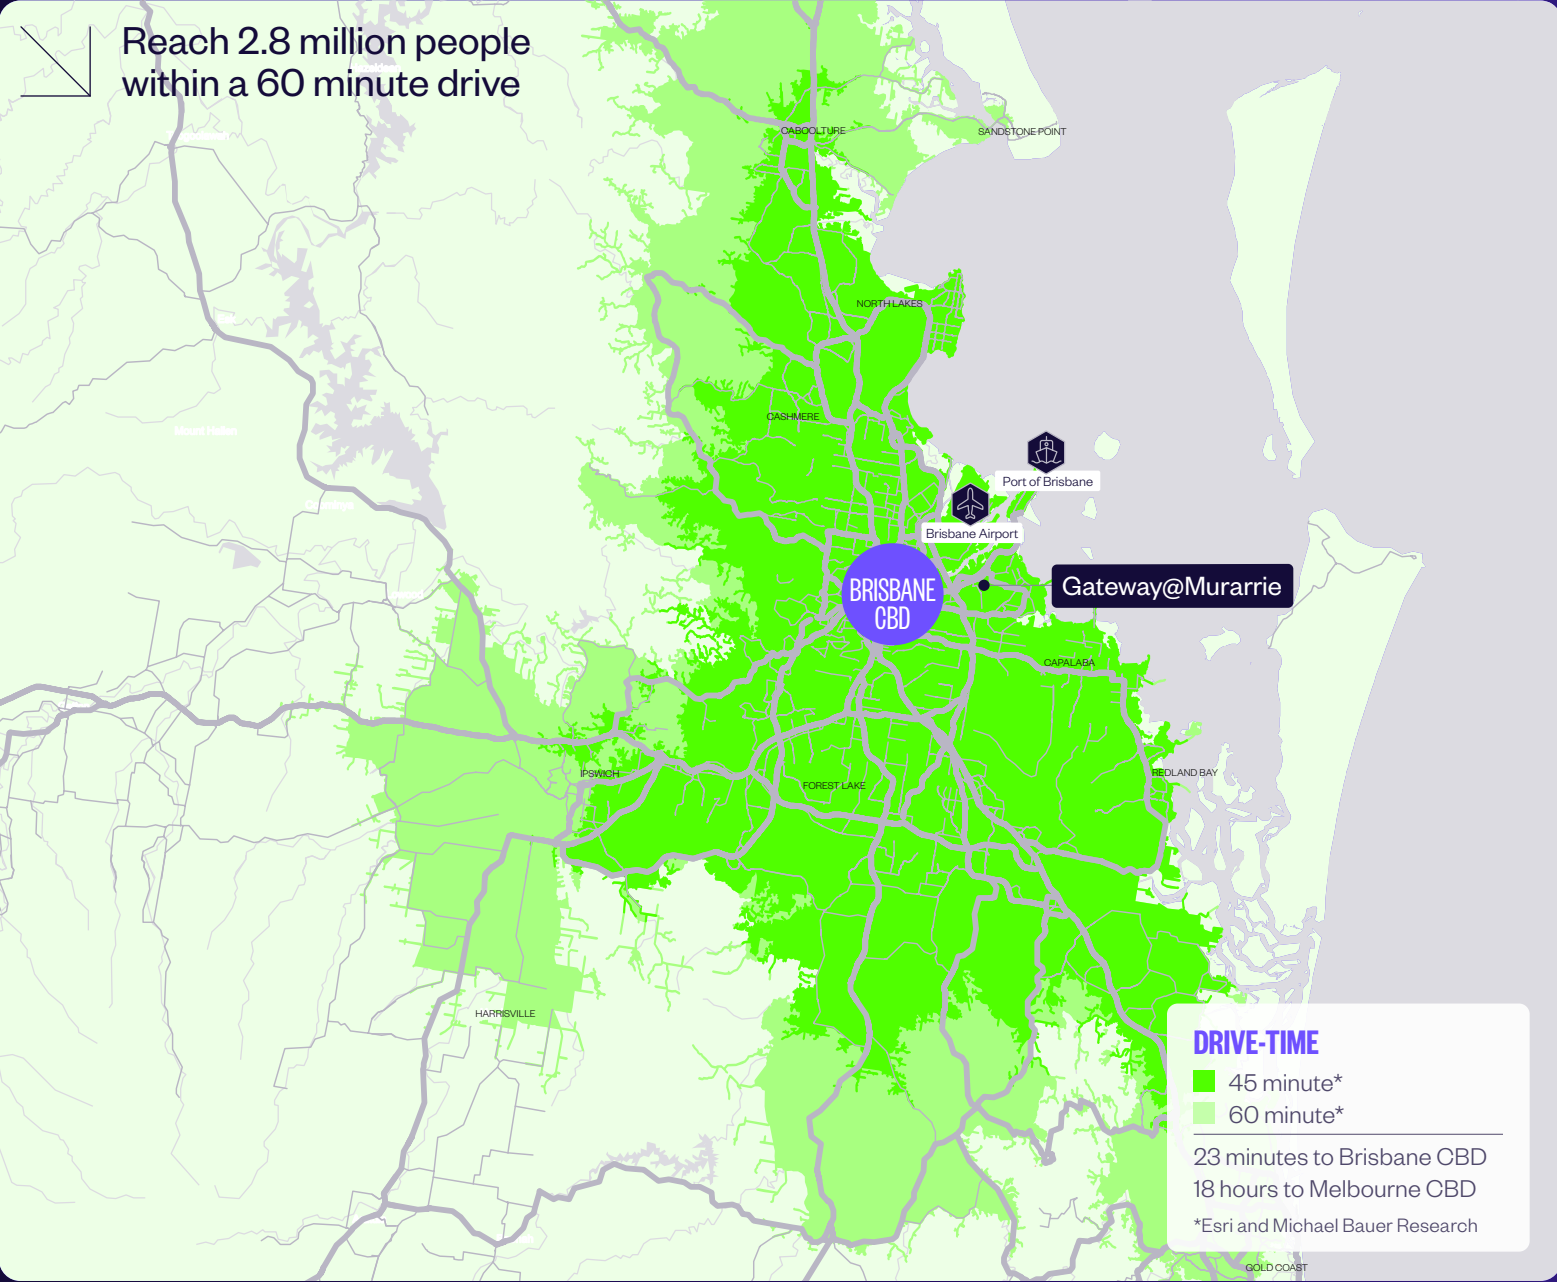 Reach 2.8 million people
within a 60 minute drive
CABOOLTURE
SANDSTONE POINT
NORTH LAKES
CASHMERE
Port of Brisbane
Brisbane Airport
BRISBANE
CBD
Gateway@Murarrie
CAPALABA
REDLAND BAY
IPSWICH
FOREST LAKE
HARRISVILLE
DRIVE-TIME
45 minute*
60 minute*
23 minutes to Brisbane CBD
18 hours to Melbourne CBD
*Esri and Michael Bauer Research
GOLD COAST